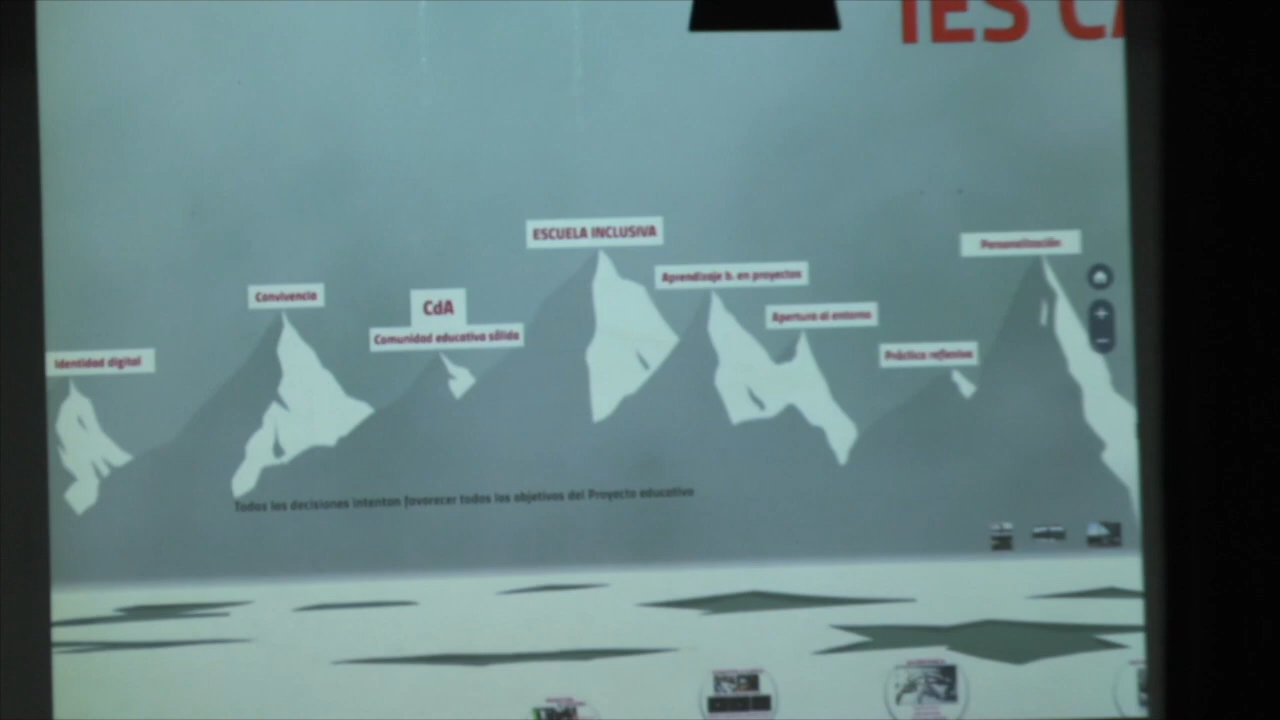 IES CA
ESCUELA INCLUSIVA
Personalización
Aprendizaje b. en proyectos
Convivencia
CdA
Apertura al entorno
Comunidad educativa sólida
Práctica reflexiva
Identidad digital
Todas las decisiones intentan favorecer todos los objetivos del Proyecto educativo